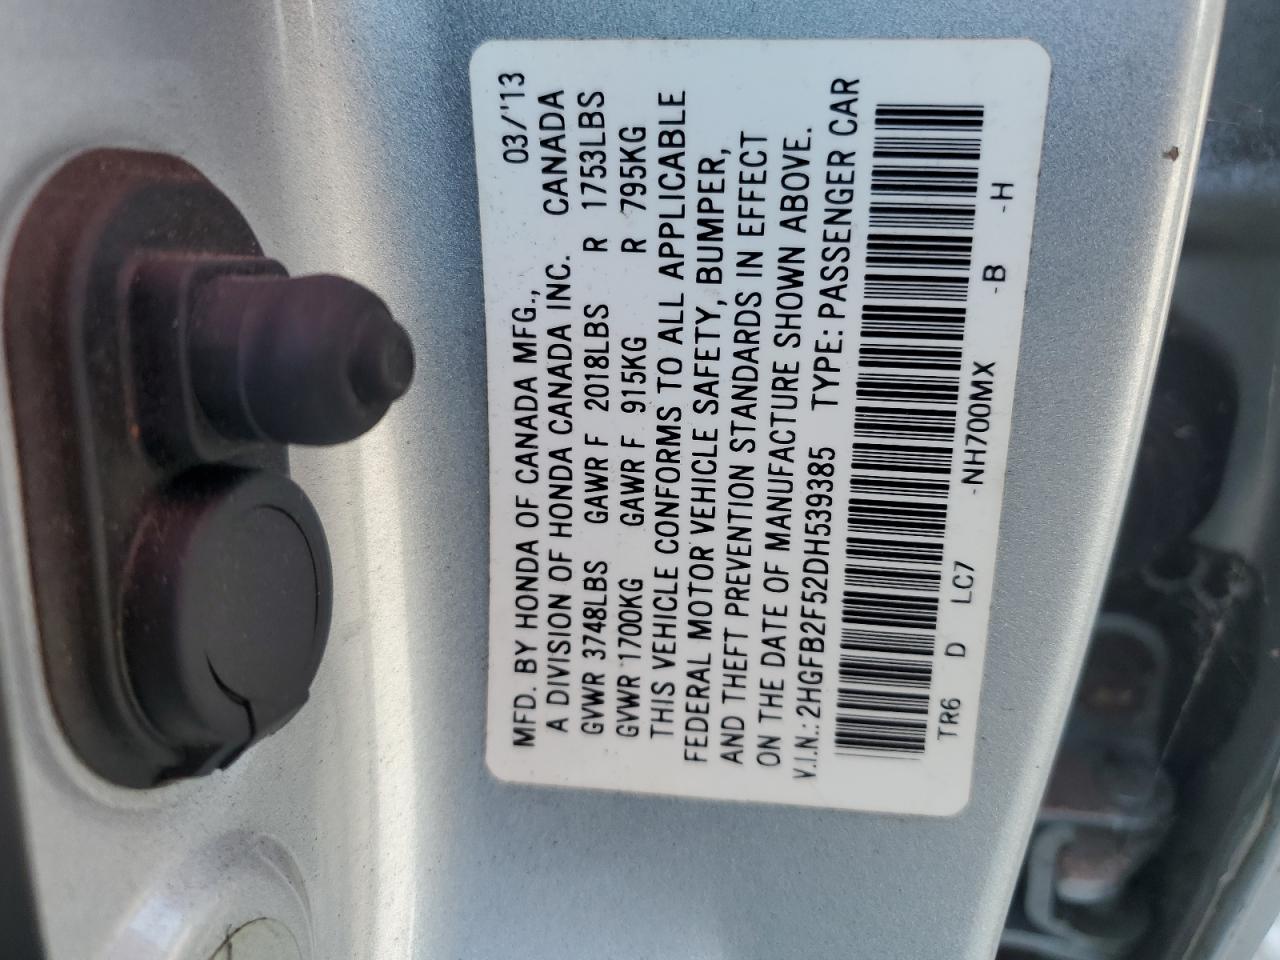 MFD. BY HONDA OF CANADA MFG., 03/'13
A DIVISION OF HONDA CANADA INC. CANADA
GVWR 3748LBS GAWR F 2018LBS R 1753LBS
GVWR 1700KG GAWR F 915KG R 795KG
THIS VEHICLE CONFORMS TO ALL APPLICABLE
FEDERAL MOTOR VEHICLE SAFETY, BUMPER,
AND THEFT PREVENTION STANDARDS IN EFFECT
ON THE DATE OF MANUFACTURE SHOWN ABOVE.
V.I.N.: 2HGFB2F52DH539385 TYPE: PASSENGER CAR
TR6 D LC7 -NH700MX -B -H